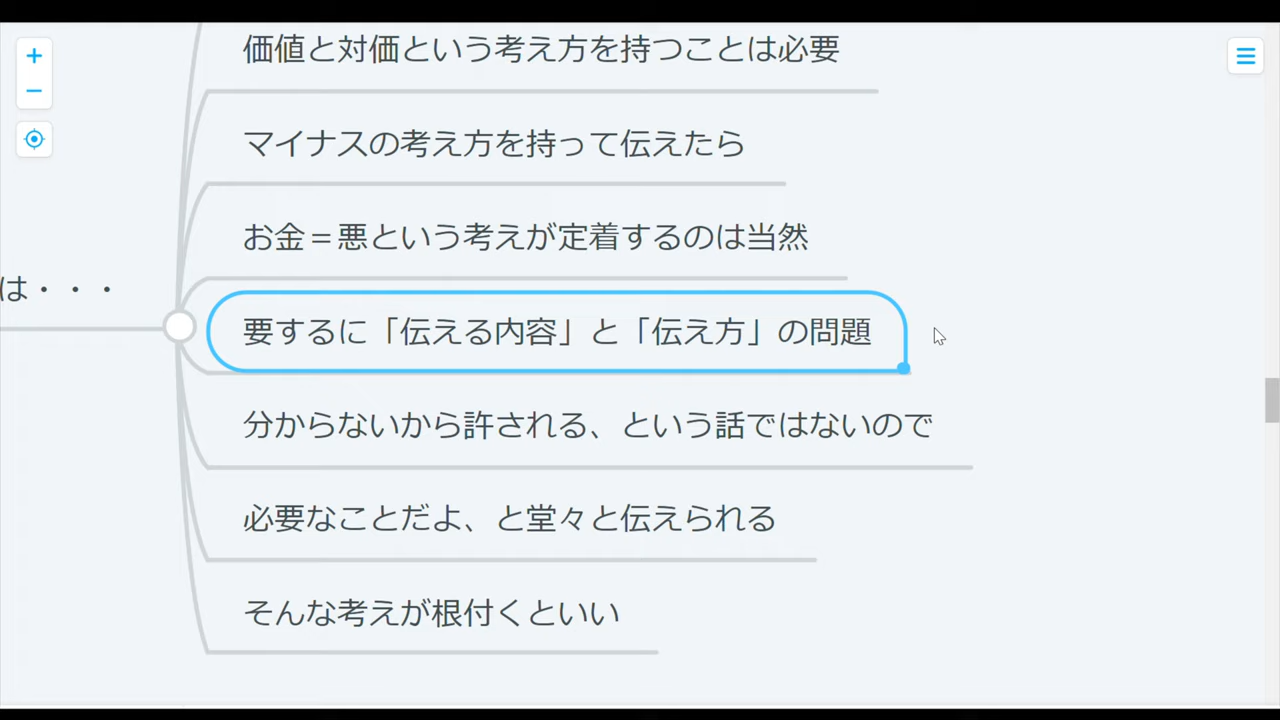 価値と対価という考え方を持つことは必要
マイナスの考え方を持って伝えたら
お金＝悪という考えが定着するのは当然
は・・・
要するに「伝える内容」と「伝え方」の問題
分からないから許される、という話ではないので
必要なことだよ、と堂々と伝えられる
そんな考えが根付くといい